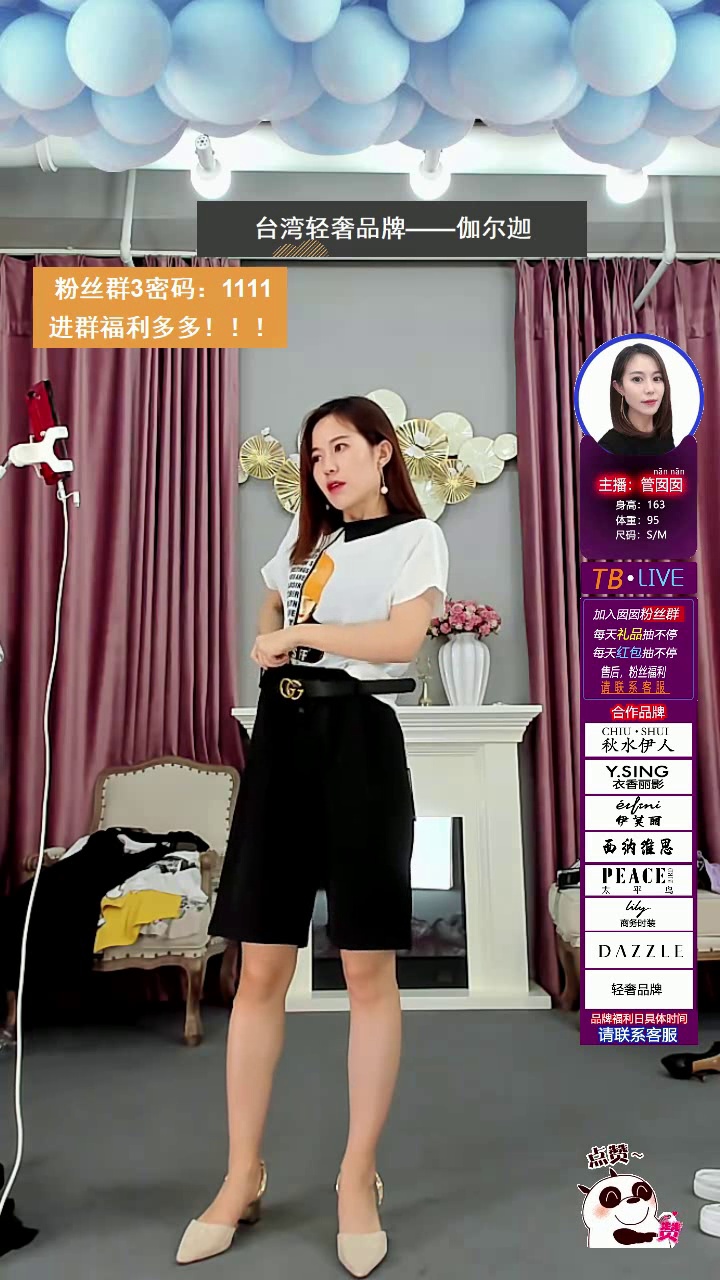 台湾轻奢品牌——伽尔迦
粉丝群3密码：1111
进群福利多多！！！
nān nān
主播：管囡囡
身高：163
体重：95
尺码：S/M
TB·LIVE
加入囡囡粉丝群
每天礼品抽不停
每天红包抽不停
售后，粉丝福利
请联系客服
合作品牌
CHIU·SHUI
秋水伊人
Y.SING
衣香丽影
伊芙丽
西纳维思
PEACE
太平鸟
lily
商务时装
DAZZLE
轻奢品牌
品牌福利日具体时间
请联系客服
点赞~
赞